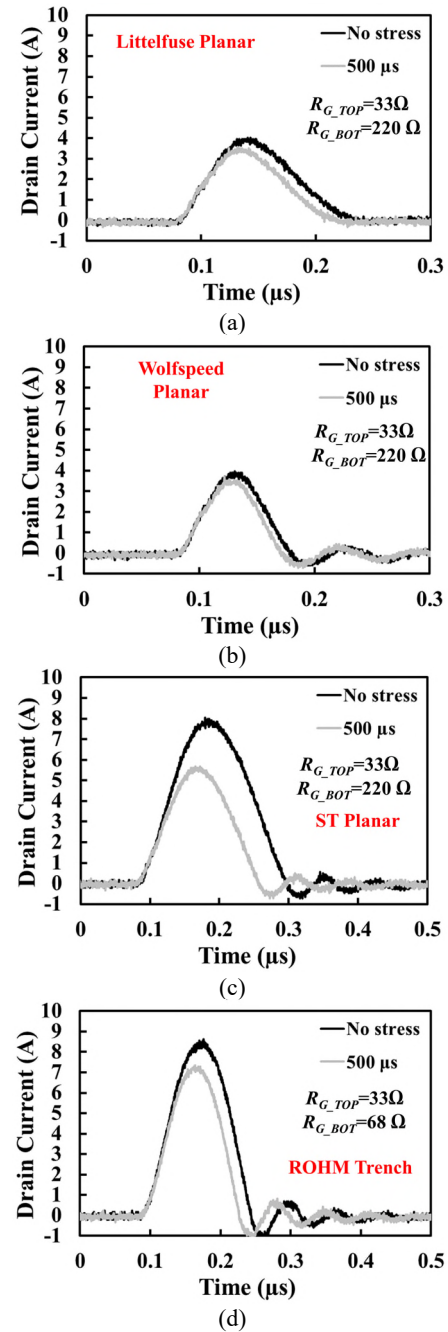 10
9
8
7
6
5
4
3
2
1
0
-1
Drain Current (A)
Littelfuse Planar
No stress
500 µs
R_G_TOP=33Ω
R_G_BOT=220 Ω
0 0.1 0.2 0.3
Time (µs)
(a)
10
9
8
7
6
5
4
3
2
1
0
-1
Drain Current (A)
Wolfspeed
Planar
No stress
500 µs
R_G_TOP=33Ω
R_G_BOT=220 Ω
0 0.1 0.2 0.3
Time (µs)
(b)
10
9
8
7
6
5
4
3
2
1
0
-1
Drain Current (A)
No stress
500 µs
R_G_TOP=33Ω
R_G_BOT=220 Ω
ST Planar
0 0.1 0.2 0.3 0.4 0.5
Time (µs)
(c)
10
9
8
7
6
5
4
3
2
1
0
-1
Drain Current (A)
No stress
500 µs
R_G_TOP=33Ω
R_G_BOT=68 Ω
ROHM Trench
0 0.1 0.2 0.3 0.4 0.5
Time (µs)
(d)